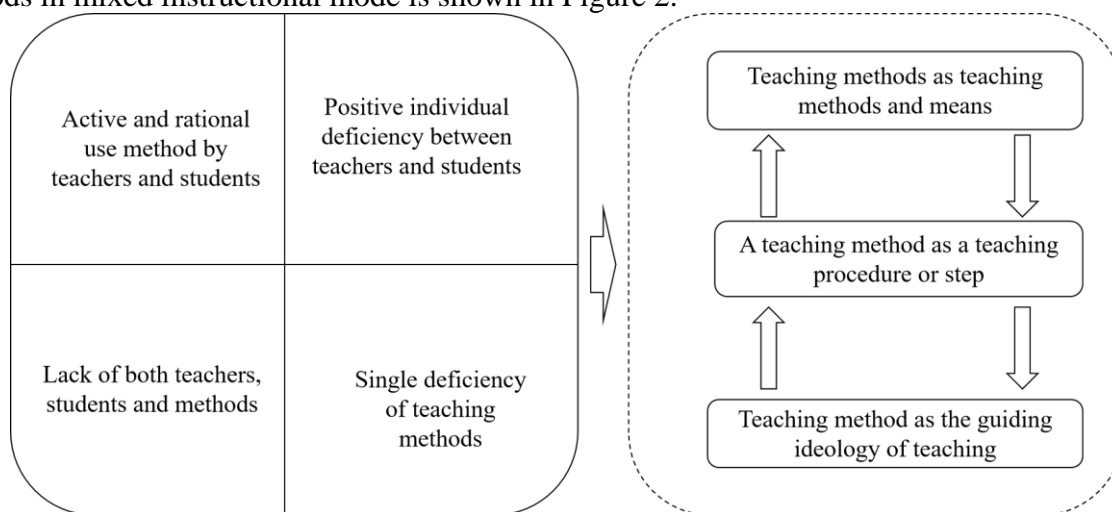 ods in mixed instructional mode is shown in Figure 2.
Active and rational
use method by
teachers and students
Positive individual
deficiency between
teachers and students
Lack of both teachers,
students and methods
Single deficiency
of teaching
methods
Teaching methods as teaching
methods and means
A teaching method as a teaching
procedure or step
Teaching method as the guiding
ideology of teaching